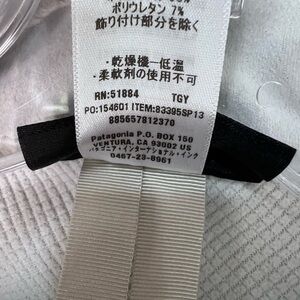 ポリウレタン 7%
飾り付け部分を除く
・乾燥機ー低温
・柔軟剤の使用不可
RN:51884 TGY
PO:154601 ITEM:83395SP13
885657812370
Patagonia P.O. BOX 150
VENTURA, CA 93002 US
パタゴニア・インターナショナル・インク
0467-23-8961